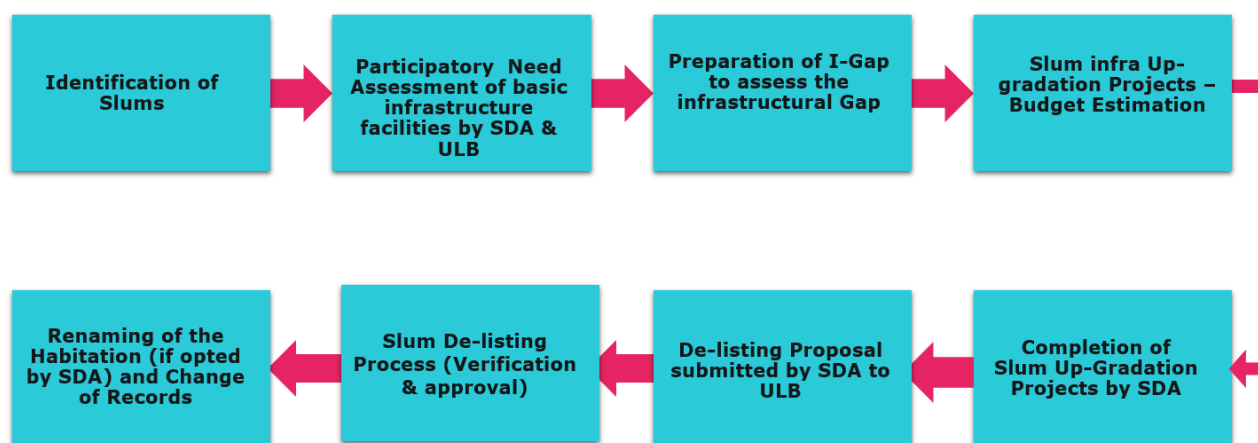 Identification of
Slums
Participatory Need
Assessment of basic
infrastructure
facilities by SDA &
ULB
Preparation of I-Gap
to assess the
infrastructural Gap
Slum infra Up-
gradation Projects –
Budget Estimation
Renaming of the
Habitation (if opted
by SDA) and Change
of Records
Slum De-listing
Process (Verification
& approval)
De-listing Proposal
submitted by SDA to
ULB
Completion of
Slum Up-Gradation
Projects by SDA